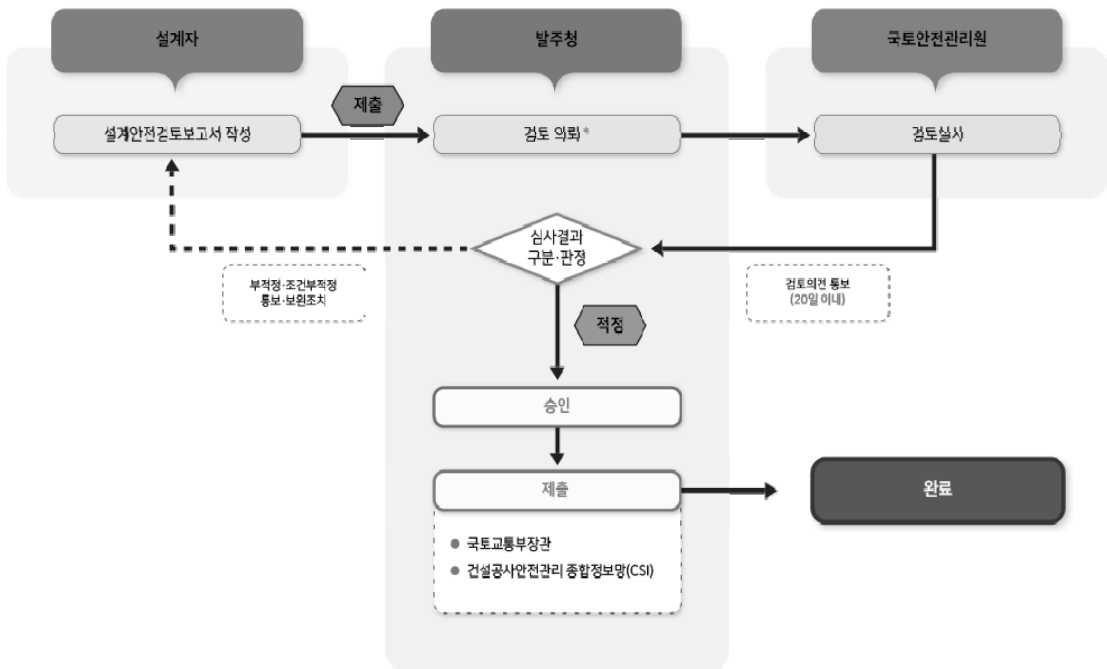 설계자
발주청
국토안전관리원
제출
설계안전검토보고서 작성
검토 의뢰*
검토실시
심사결과
구분·판정
부적정·조건부적정
통보·보완조치
검토의견 통보
(20일 이내)
적정
승인
제출
완료
국토교통부장관
건설공사안전관리 종합정보망(CSI)